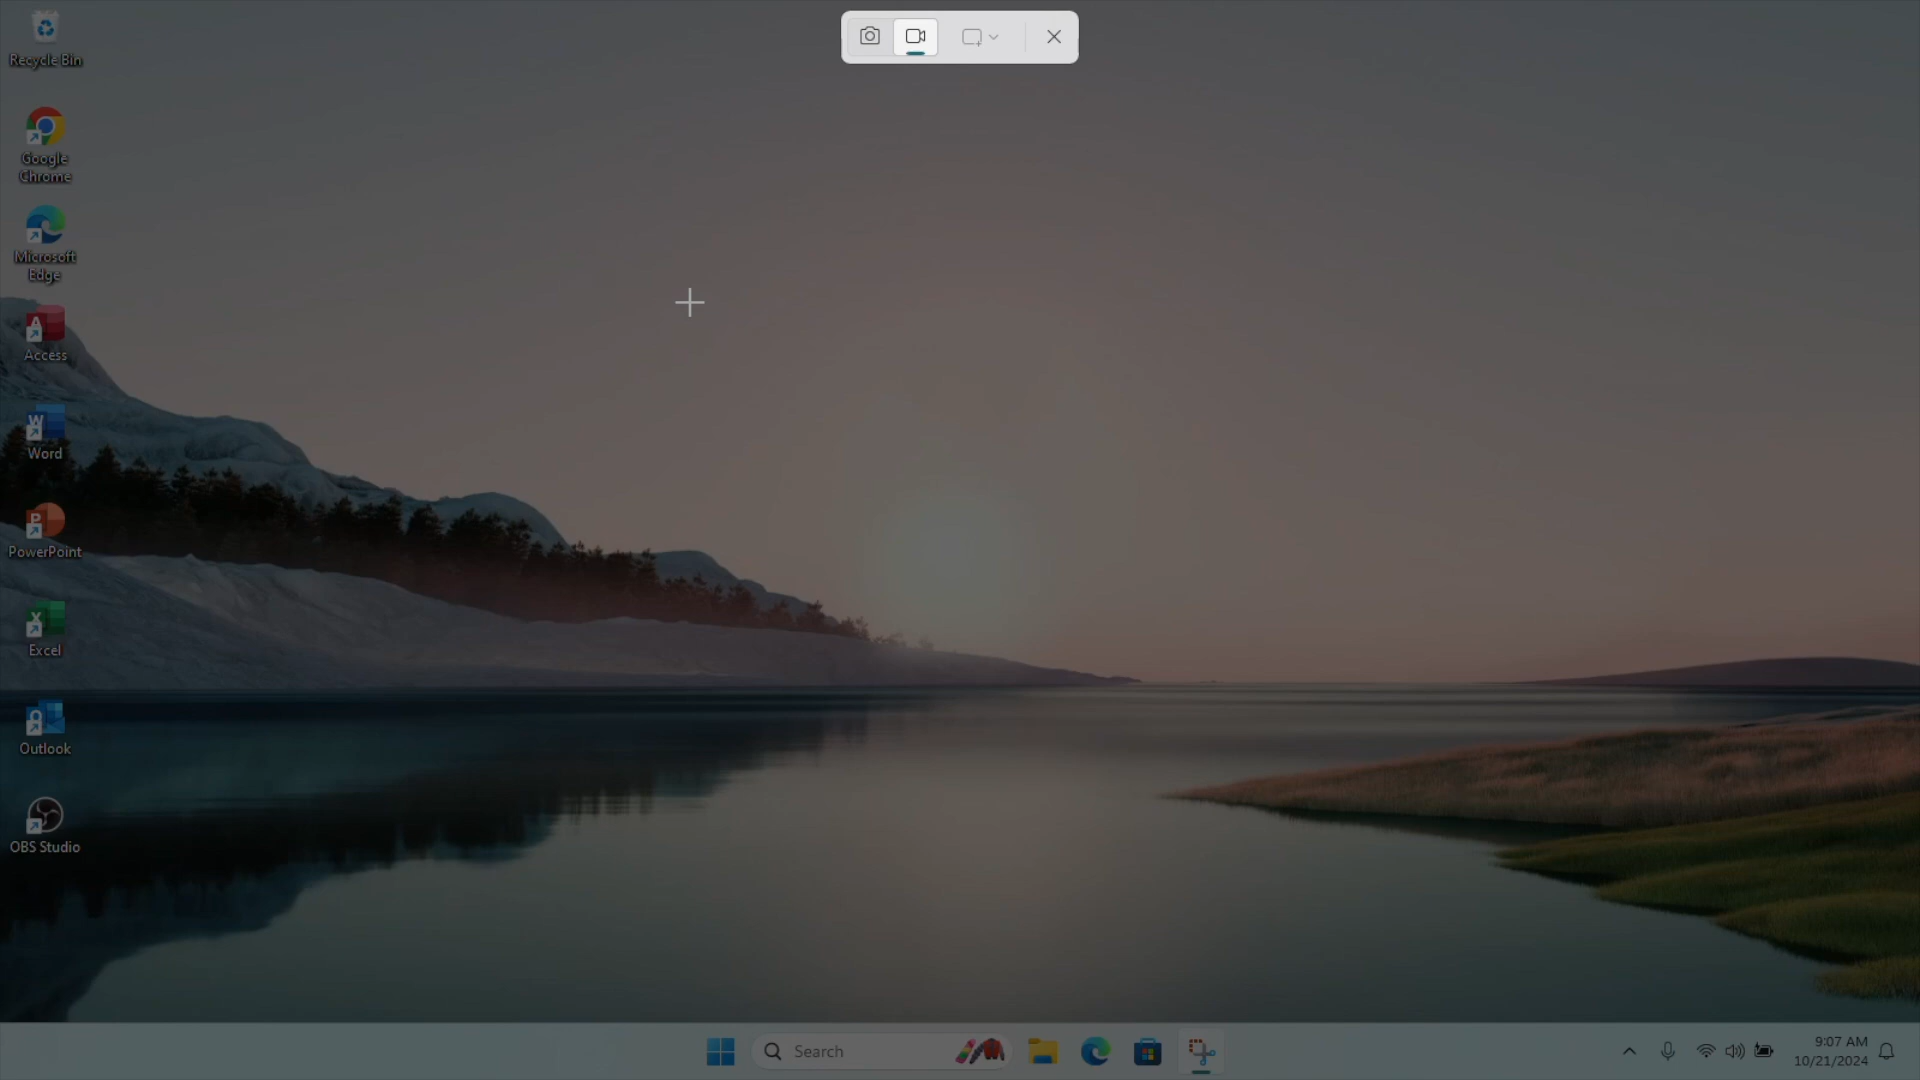 Recycle Bin
Google
Chrome
Microsoft
Edge
Access
Word
PowerPoint
Excel
Outlook
OBS Studio
Search
9:07 AM
10/21/2024